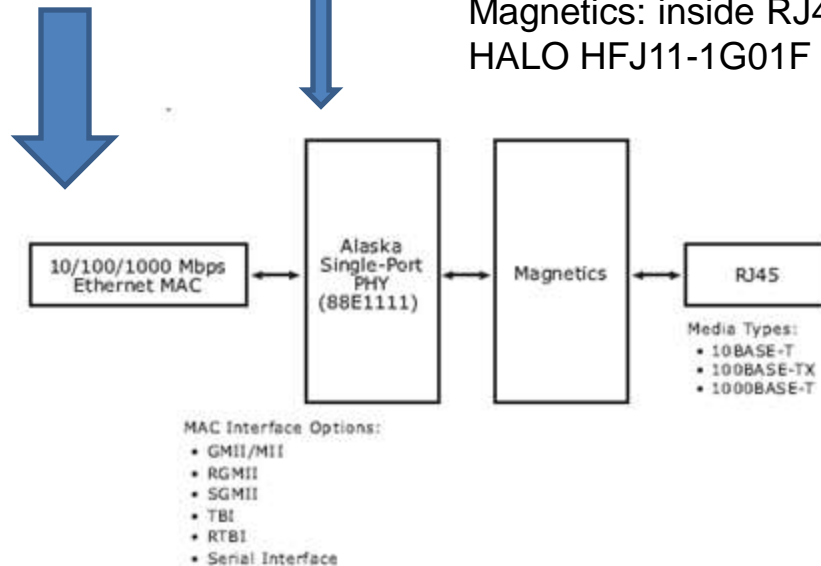 Magnetics: inside RJ4
HALO HFJ11-1G01F
10/100/1000 Mbps
Ethernet MAC
Alaska
Single-Port
PHY
(88E1111)
Magnetics
RJ45
Media Types:
• 10BASE-T
• 100BASE-TX
• 1000BASE-T
MAC Interface Options:
• GMII/MII
• RGMII
• SGMII
• TBI
• RTBI
• Serial Interface